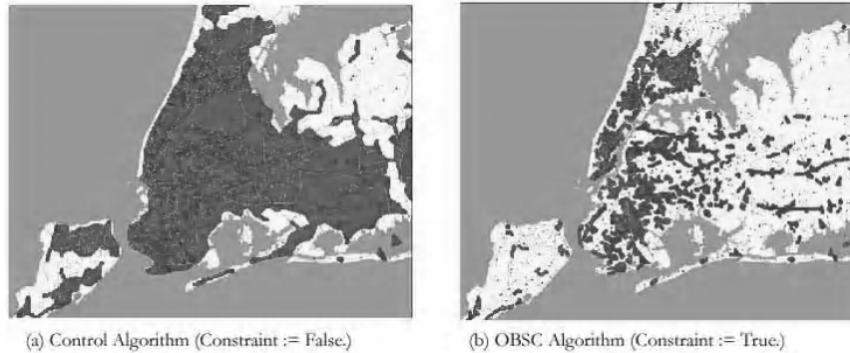 (a) Control Algorithm (Constraint := False.)
(b) OBSC Algorithm (Constraint := True.)